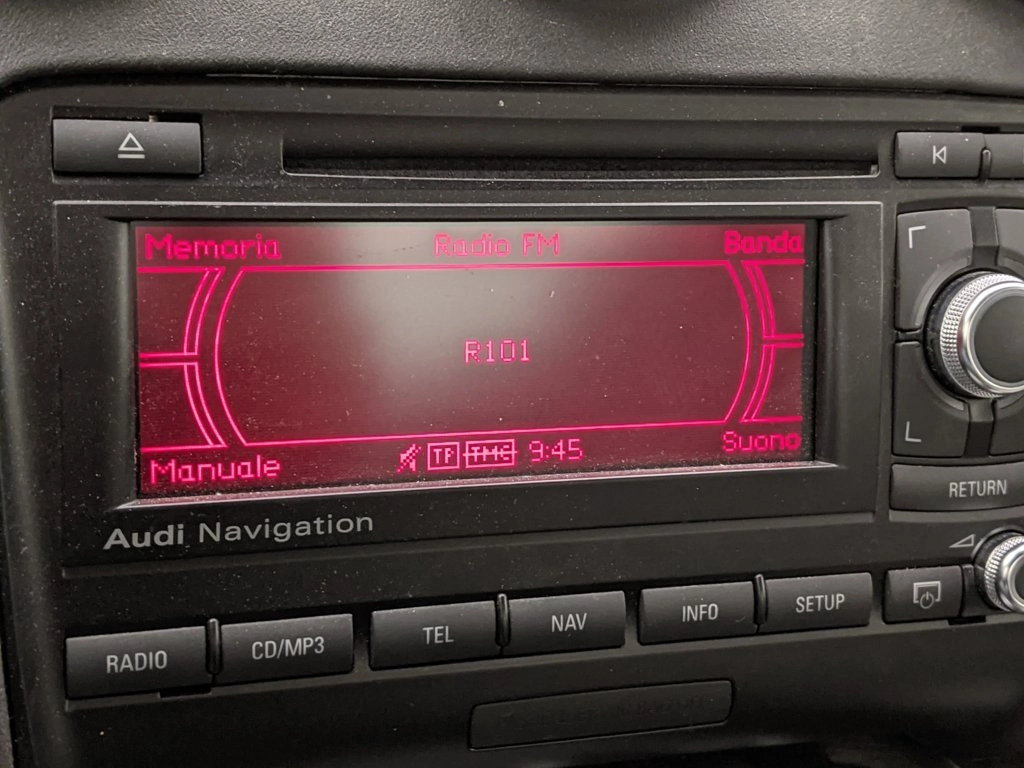 Memoria Radio FM Banda
R101
Manuale TP TMC 9:45 Suono
RETURN
Audi Navigation
RADIO CD/MP3 TEL NAV INFO SETUP